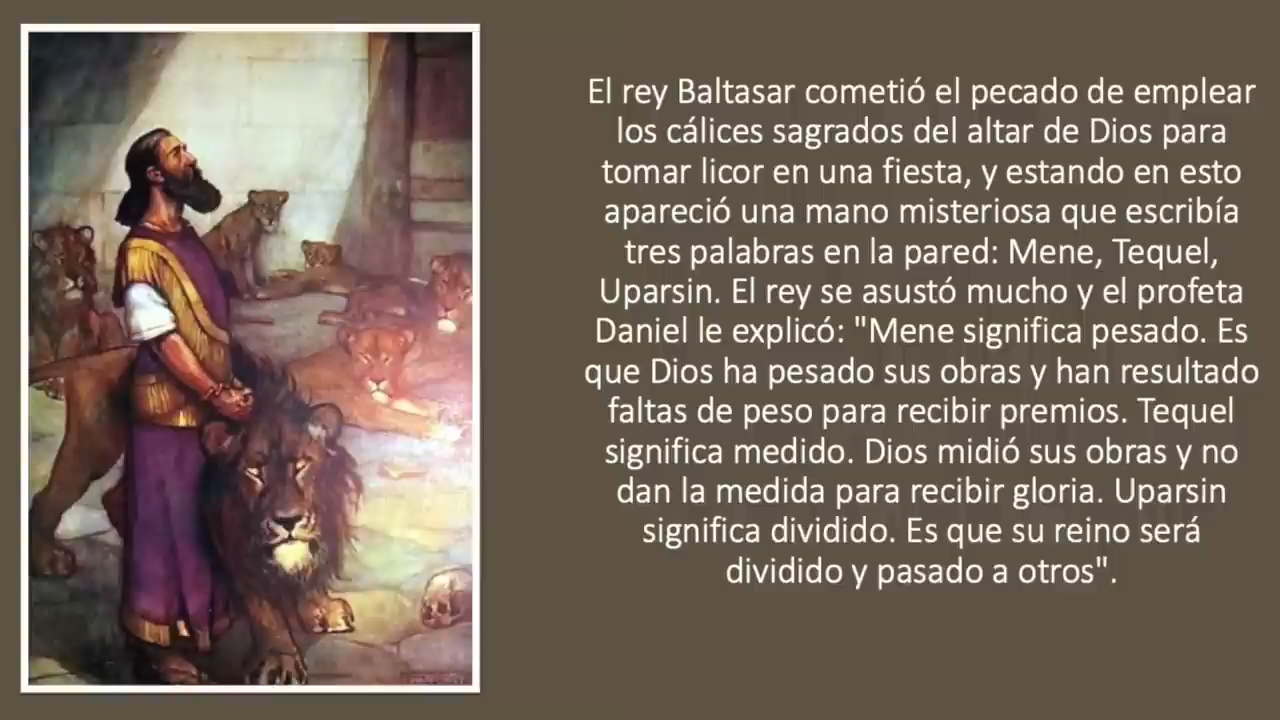 El rey Baltasar cometió el pecado de emplear
los cálices sagrados del altar de Dios para
tomar licor en una fiesta, y estando en esto
apareció una mano misteriosa que escribía
tres palabras en la pared: Mene, Tequel,
Uparsin. El rey se asustó mucho y el profeta
Daniel le explicó: "Mene significa pesado. Es
que Dios ha pesado sus obras y han resultado
faltas de peso para recibir premios. Tequel
significa medido. Dios midió sus obras y no
dan la medida para recibir gloria. Uparsin
significa dividido. Es que su reino será
dividido y pasado a otros".